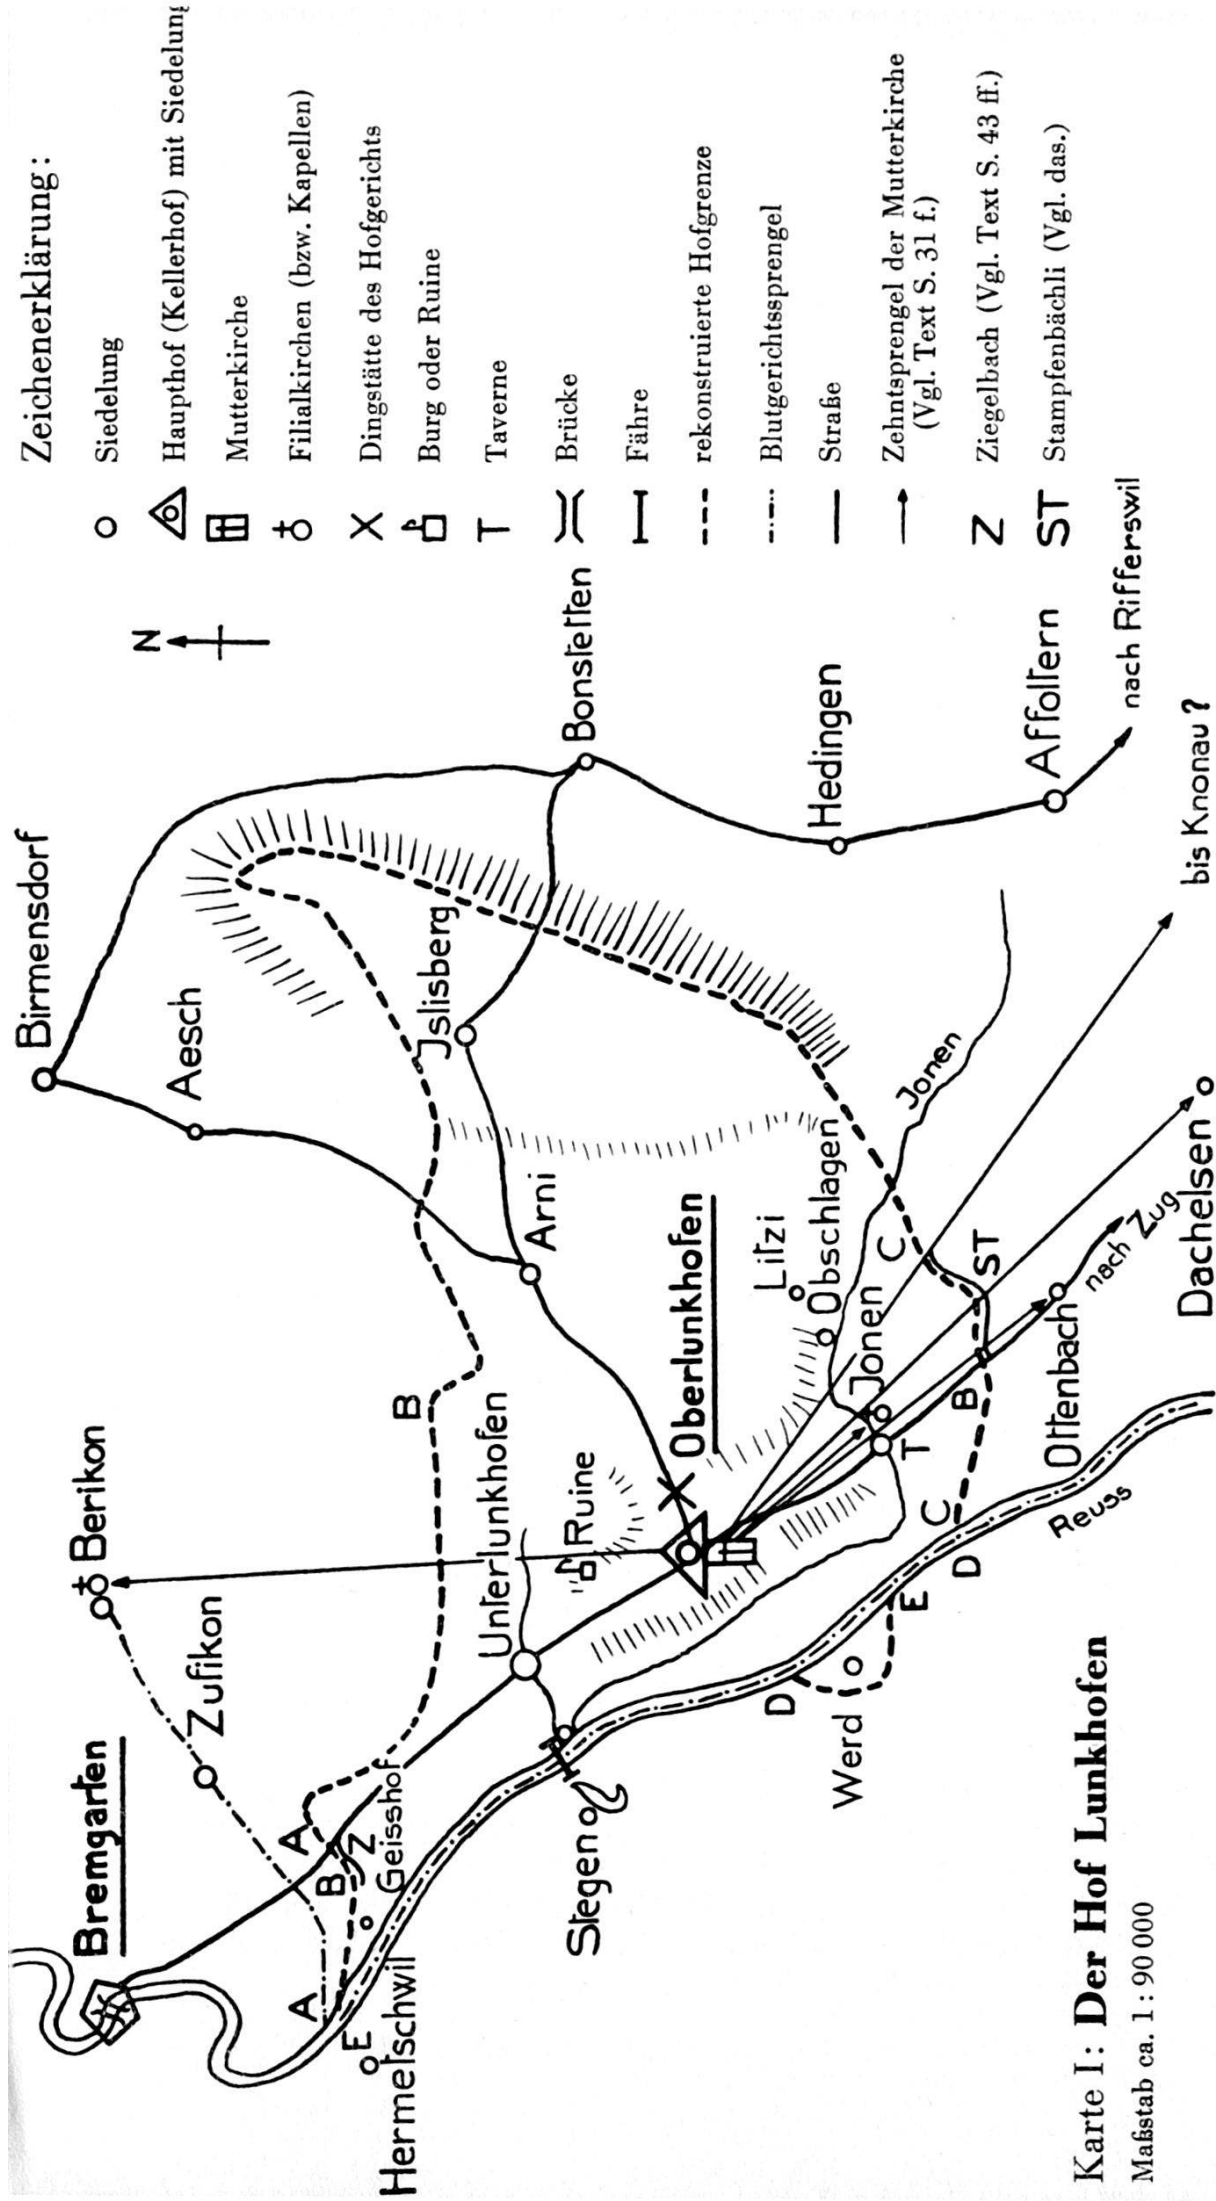 Zeichenerklärung:
Siedelung
Haupthof (Kellerhof) mit Siedelung
Mutterkirche
Filialkirchen (bzw. Kapellen)
Dingstätte des Hofgerichts
Burg oder Ruine
T Taverne
Brücke
Fähre
rekonstruierte Hofgrenze
Blutgerichtssprengel
Straße
Zehntsprengel der Mutterkirche
(Vgl. Text S. 31 f.)
Z Ziegelbach (Vgl. Text S. 43 ff.)
ST Stampfenbächli (Vgl. das.)
N
Birmensdorf
Aesch
Bonstetten
Jslisberg
Hedingen
Affoltern
nach Rifferswil
bis Knonau?
Berikon
Zufikon
Bremgarten
Arni
B
Unterlunkhofen
Ruine
Oberlunkhofen
Litzi
Obschlagen
Jonen
Jonen
C
ST
T
B
Ottenbach
nach Zug
Dachelsen
A
B
Z
Geisshof
A
E
Hermetschwil
Stegen
D
Werd
E
D
C
Reuss
Karte I: Der Hof Lunkhofen
Maßstab ca. 1 : 90 000